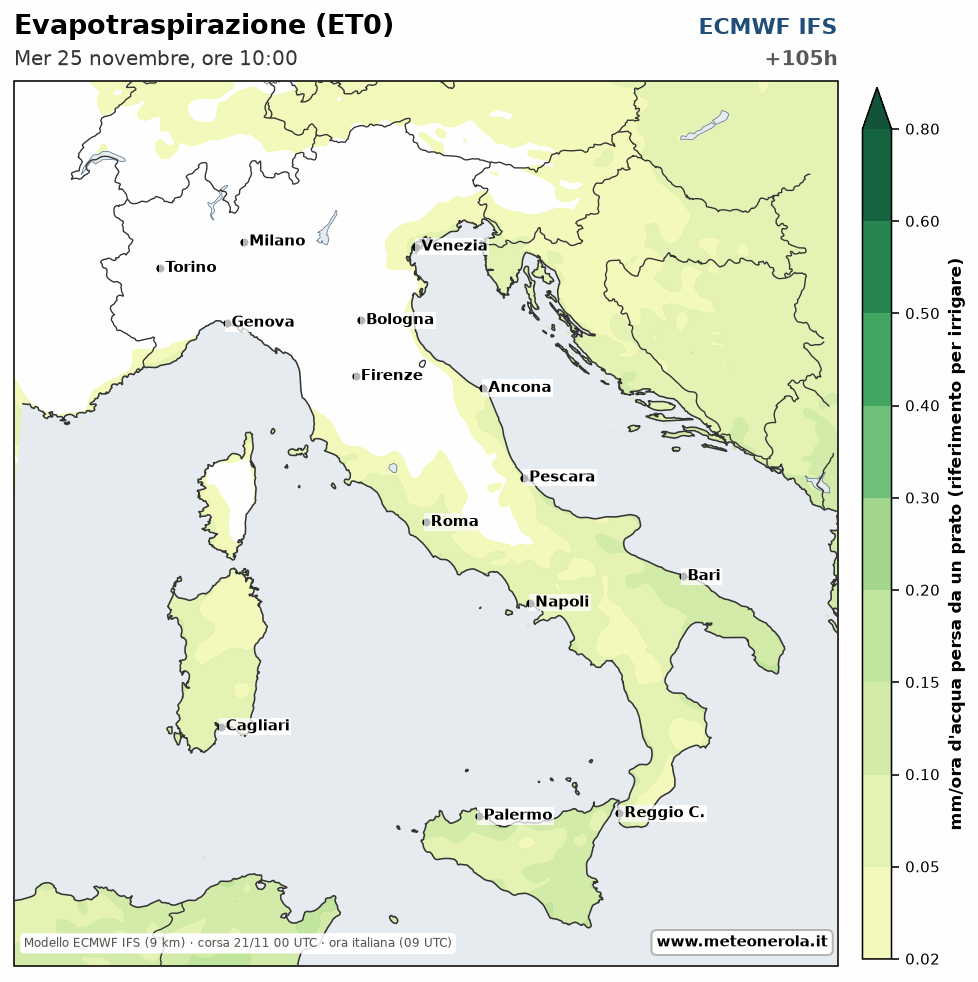 Evapotraspirazione (ET0)
ECMWF IFS
Mer 25 novembre, ore 10:00
+105h
Milano
Venezia
Torino
Genova
Bologna
Firenze
Ancona
Pescara
Roma
Bari
Napoli
Cagliari
Palermo
Reggio C.
0.80
0.60
0.50
0.40
0.30
0.20
0.15
0.10
0.05
0.02
mm/ora d'acqua persa da un prato (riferimento per irrigare)
Modello ECMWF IFS (9 km) · corsa 21/11 00 UTC · ora italiana (09 UTC)
www.meteonerola.it